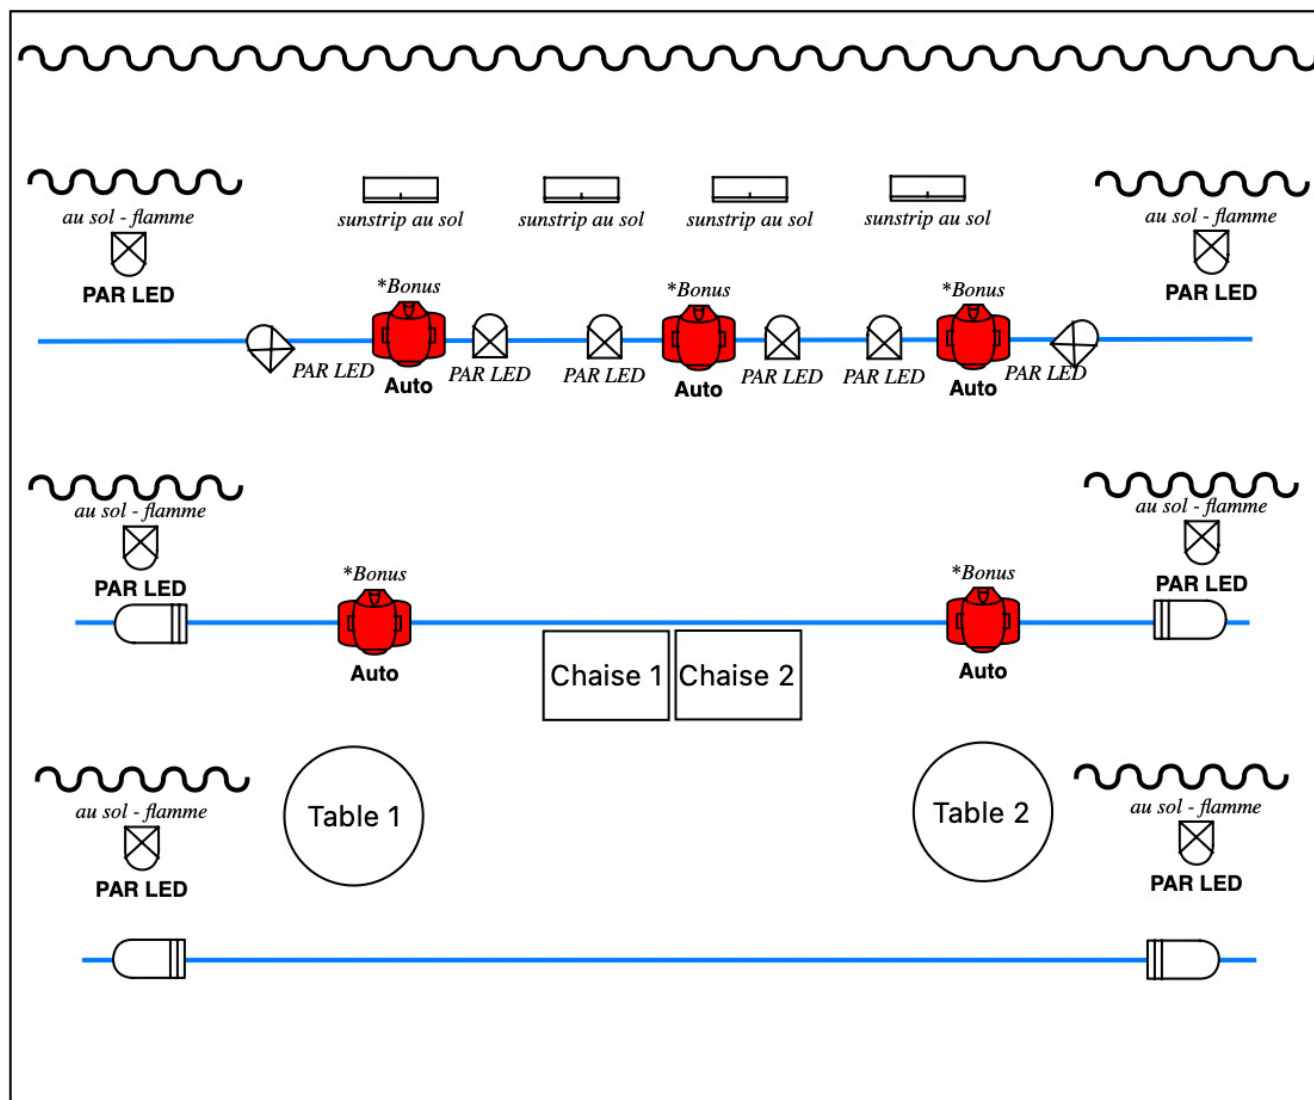 au sol - flamme
sunstrip au sol
sunstrip au sol
sunstrip au sol
sunstrip au sol
au sol - flamme
PAR LED
PAR LED
*Bonus
*Bonus
*Bonus
PAR LED
Auto
PAR LED
PAR LED
Auto
PAR LED
PAR LED
Auto
PAR LED
au sol - flamme
au sol - flamme
PAR LED
PAR LED
*Bonus
*Bonus
Auto
Chaise 1
Chaise 2
Auto
au sol - flamme
Table 1
Table 2
au sol - flamme
PAR LED
PAR LED